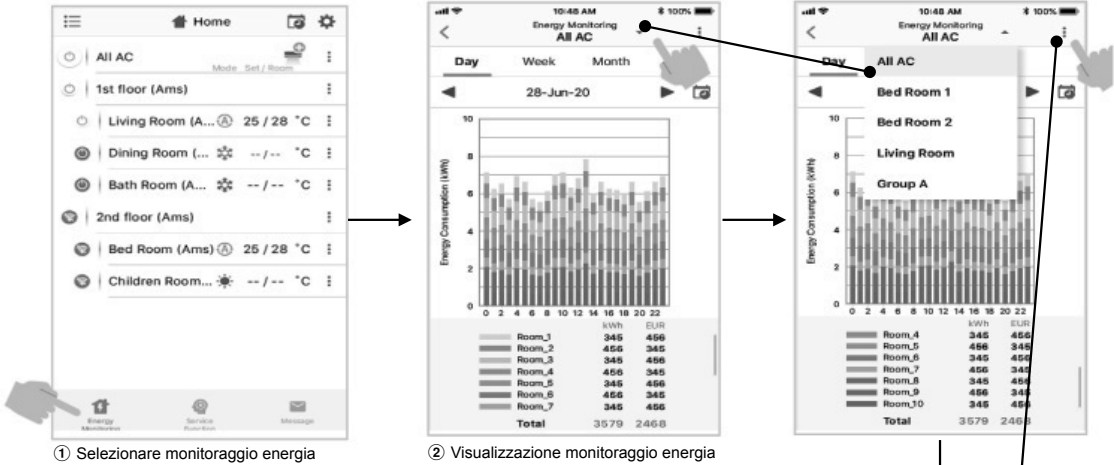 Home
All AC
Mode Set / Room
1st floor (Ams)
Living Room (A... A 25 / 28 °C
Dining Room (... -- / -- °C
Bath Room (A... -- / -- °C
2nd floor (Ams)
Bed Room (Ams) A 25 / 28 °C
Children Room... -- / -- °C
Energy
Monitoring
Service
Function
Message
① Selezionare monitoraggio energia
10:48 AM 100%
Energy Monitoring
All AC
Day Week Month
28-Jun-20
Energy Consumption (kWh)
10
8
6
4
2
0
0 2 4 6 8 10 12 14 16 18 20 22
kWh EUR
Room_1 345 456
Room_2 456 345
Room_3 345 456
Room_4 456 345
Room_5 345 456
Room_6 456 345
Room_7 345 456
Total 3579 2468
② Visualizzazione monitoraggio energia
10:48 AM 100%
Energy Monitoring
All AC
Day
All AC
Bed Room 1
Bed Room 2
Living Room
Group A
Energy Consumption (kWh)
10
8
6
4
2
0
0 2 4 6 8 10 12 14 16 18 20 22
kWh EUR
Room_4 345 456
Room_5 456 345
Room_6 345 456
Room_7 456 345
Room_8 345 456
Room_9 456 345
Room_10 345 456
Total 3579 2468